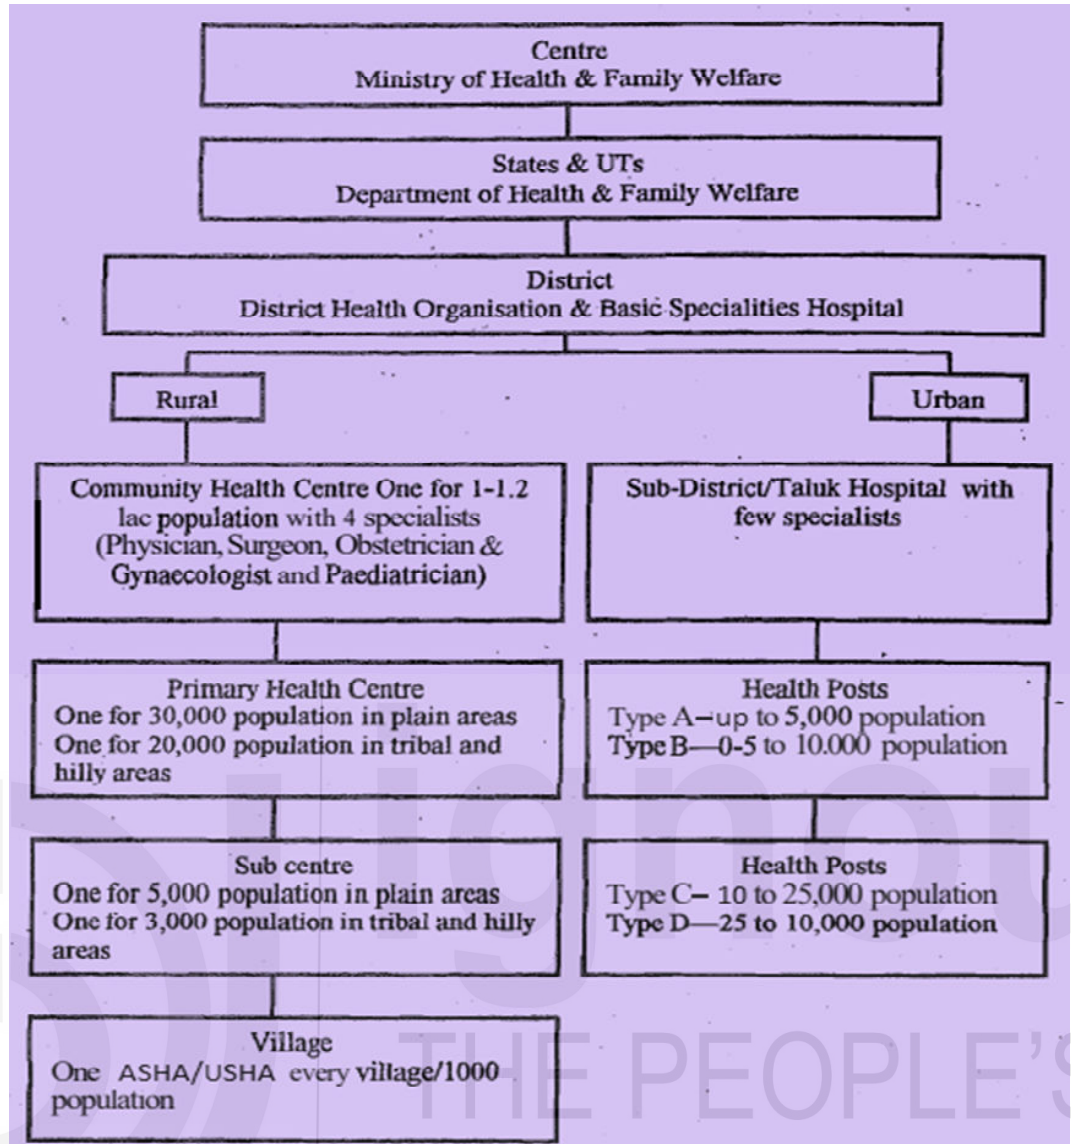 Centre
Ministry of Health & Family Welfare
States & UTs
Department of Health & Family Welfare
District
District Health Organisation & Basic Specialities Hospital
Rural
Urban
Community Health Centre One for 1-1.2
lac population with 4 specialists
(Physician, Surgeon, Obstetrician &
Gynaecologist and Paediatrician)
Sub-District/Taluk Hospital with
few specialists
Primary Health Centre
One for 30,000 population in plain areas
One for 20,000 population in tribal and
hilly areas
Health Posts
Type A–up to 5,000 population
Type B—0-5 to 10.000 population
Sub centre
One for 5,000 population in plain areas
One for 3,000 population in tribal and hilly
areas
Health Posts
Type C– 10 to 25,000 population
Type D—25 to 10,000 population
Village
One ASHA/USHA every village/1000
population
ignou
THE PEOPLE'S